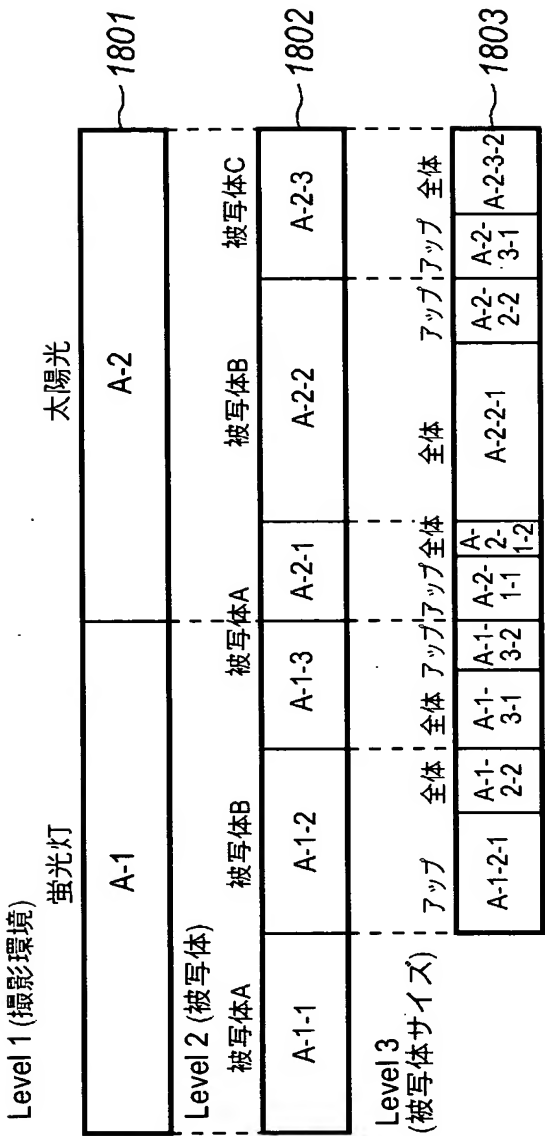 Level 1 (撮影環境)
蛍光灯
太陽光
A-1
A-2
1801
Level 2 (被写体)
被写体A
被写体B
被写体A
被写体B
被写体C
A-1-1
A-1-2
A-1-3
A-2-1
A-2-2
A-2-3
1802
Level 3
(被写体サイズ)
アップ
全体
全体
アップ
アップ
全体
全体
アップ
アップ
全体
A-1-2-1
A-1-
2-2
A-1-
3-1
A-1-
3-2
A-2-
1-1
A-
2-
1-2
A-2-2-1
A-2-
2-2
A-2-
3-1
A-2-3-2
1803